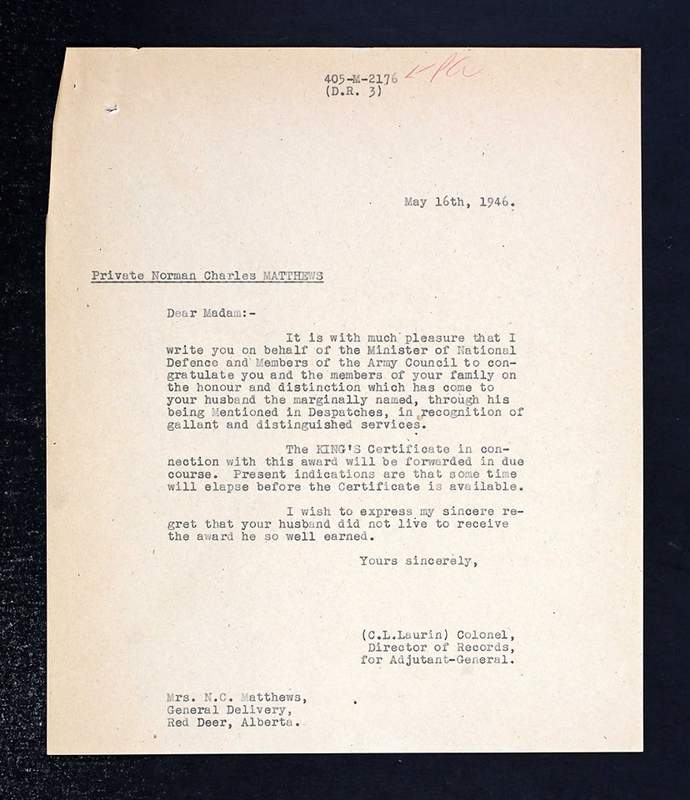 405-M-2176
(D.R. 3)
May 16th, 1946.
Private Norman Charles MATTHEWS
Dear Madam:-
It is with much pleasure that I
write you on behalf of the Minister of National
Defence and Members of the Army Council to con-
gratulate you and the members of your family on
the honour and distinction which has come to
your husband the marginally named, through his
being Mentioned in Despatches, in recognition of
gallant and distinguished services.
The KING'S Certificate in con-
nection with this award will be forwarded in due
course.  Present indications are that some time
will elapse before the Certificate is available.
I wish to express my sincere re-
gret that your husband did not live to receive
the award he so well earned.
Yours sincerely,
(C.L.Laurin) Colonel,
Director of Records,
for Adjutant-General.
Mrs. N.C. Matthews,
General Delivery,
Red Deer, Alberta.